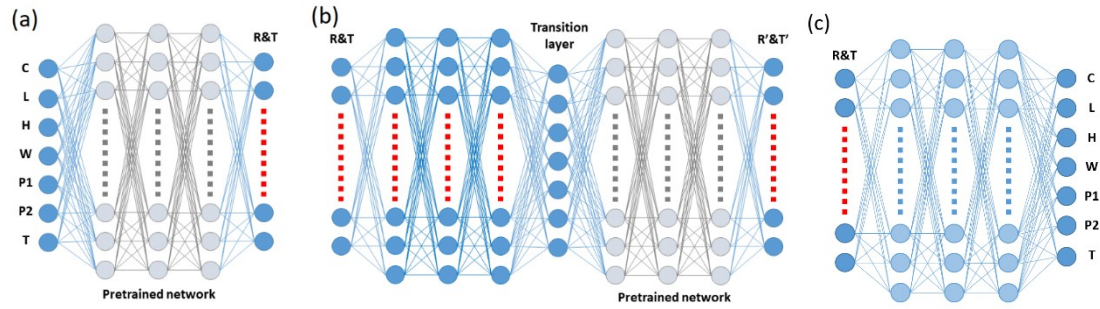 (a)
R&T
C
L
H
W
P1
P2
T
Pretrained network
(b)
R&T
Transition
layer
R'&T'
Pretrained network
(c)
R&T
C
L
H
W
P1
P2
T